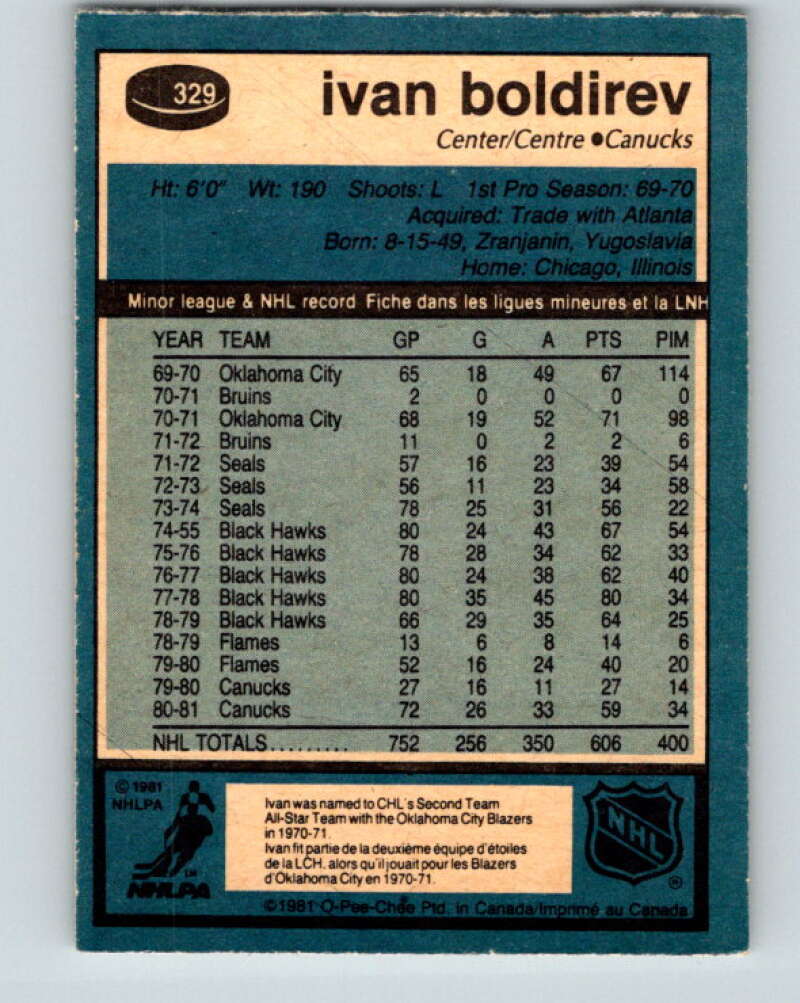 329
ivan boldirev
Center/Centre ●Canucks
Ht: 6'0" Wt: 190 Shoots: L 1st Pro Season: 69-70
Acquired: Trade with Atlanta
Born: 8-15-49, Zranjanin, Yugoslavia
Home: Chicago, Illinois
Minor league & NHL record Fiche dans les ligues mineures et la LNH
YEAR TEAM GP G A PTS PIM
69-70 Oklahoma City 65 18 49 67 114
70-71 Bruins 2 0 0 0 0
70-71 Oklahoma City 68 19 52 71 98
71-72 Bruins 11 0 2 2 6
71-72 Seals 57 16 23 39 54
72-73 Seals 56 11 23 34 58
73-74 Seals 78 25 31 56 22
74-55 Black Hawks 80 24 43 67 54
75-76 Black Hawks 78 28 34 62 33
76-77 Black Hawks 80 24 38 62 40
77-78 Black Hawks 80 35 45 80 34
78-79 Black Hawks 66 29 35 64 25
78-79 Flames 13 6 8 14 6
79-80 Flames 52 16 24 40 20
79-80 Canucks 27 16 11 27 14
80-81 Canucks 72 26 33 59 34
NHL TOTALS......... 752 256 350 606 400
© 1981
NHLPA
NHLPA
Ivan was named to CHL's Second Team
All-Star Team with the Oklahoma City Blazers
in 1970-71.
Ivan fit partie de la deuxième équipe d'étoiles
de la LCH. alors qu'il jouait pour les Blazers
d'Oklahoma City en 1970-71.
NHL
®
©1981 O-Pee-Chee Ptd. in Canada/Imprimé au Canada